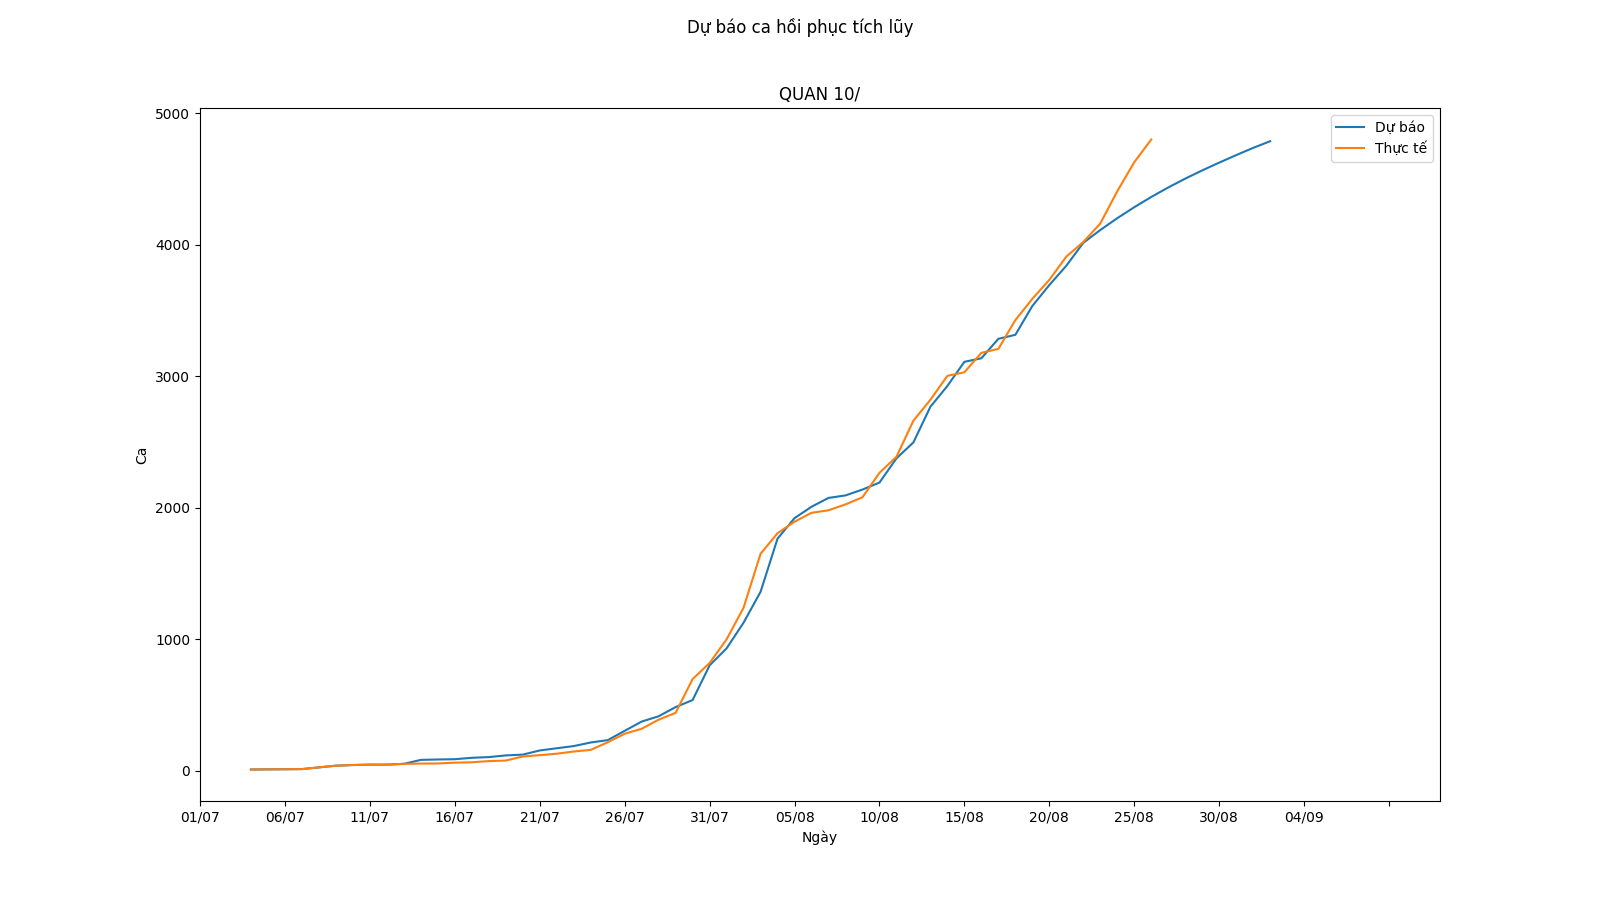 Dự báo ca hồi phục tích lũy
QUAN 10/
Dự báo
Thực tế
5000
4000
3000
2000
1000
0
Ca
01/07 06/07 11/07 16/07 21/07 26/07 31/07 05/08 10/08 15/08 20/08 25/08 30/08 04/09
Ngày